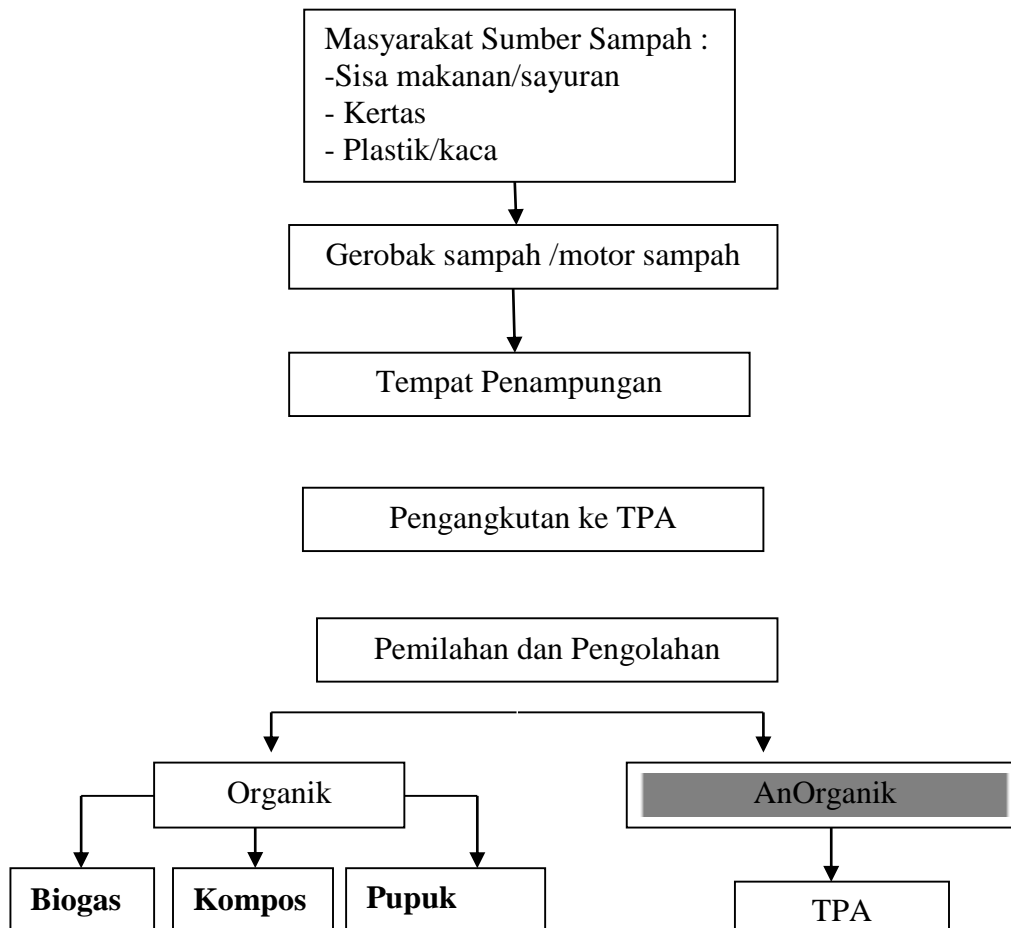 Masyarakat Sumber Sampah :
-Sisa makanan/sayuran
- Kertas
- Plastik/kaca
Gerobak sampah /motor sampah
Tempat Penampungan
Pengangkutan ke TPA
Pemilahan dan Pengolahan
Organik
AnOrganik
Biogas
Kompos
Pupuk
TPA